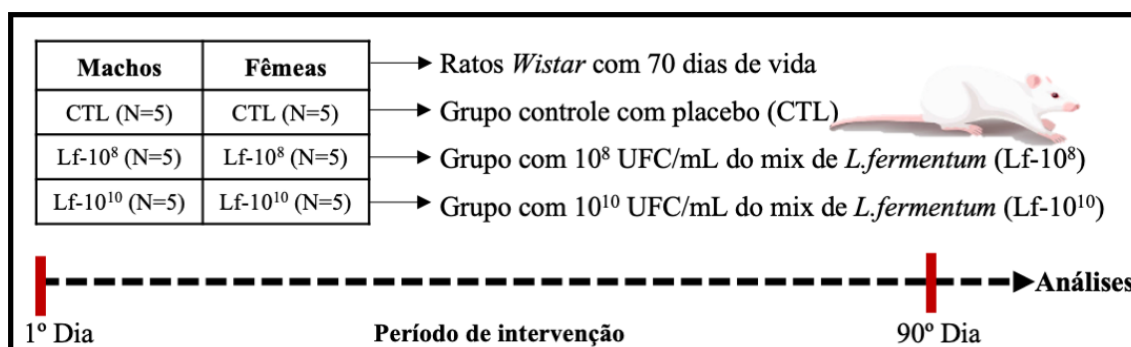 Machos Fêmeas Ratos Wistar com 70 dias de vida
CTL (N=5) CTL (N=5) Grupo controle com placebo (CTL)
Lf-10⁸ (N=5) Lf-10⁸ (N=5) Grupo com 10⁸ UFC/mL do mix de L.fermentum (Lf-10⁸)
Lf-10¹⁰ (N=5) Lf-10¹⁰ (N=5) Grupo com 10¹⁰ UFC/mL do mix de L.fermentum (Lf-10¹⁰)
Análises
1º Dia Período de intervenção 90º Dia